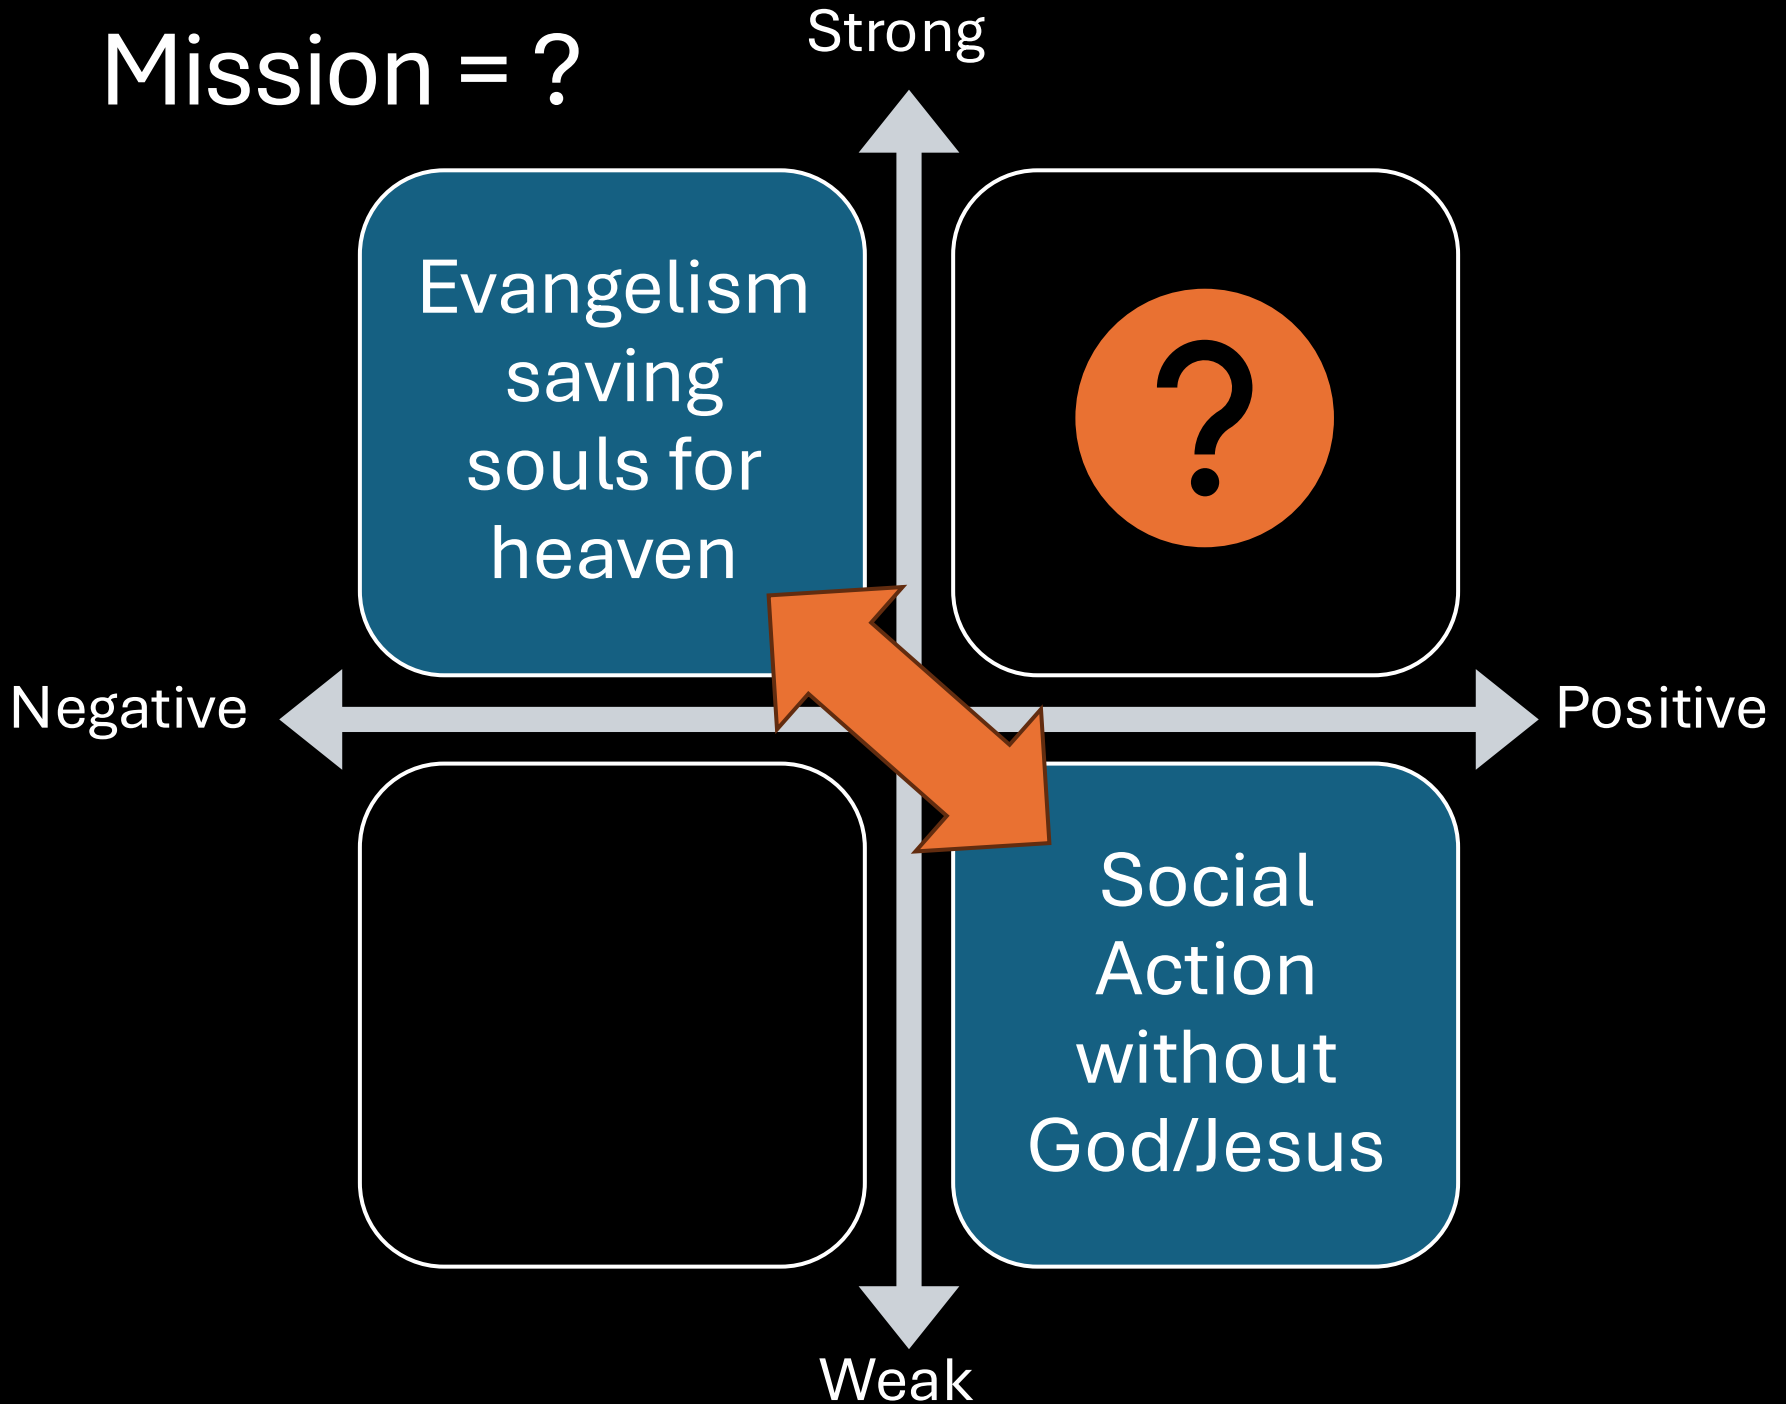 Mission = ?
Strong
Evangelism
saving
souls for
heaven
?
Negative
Positive
Social
Action
without
God/Jesus
Weak